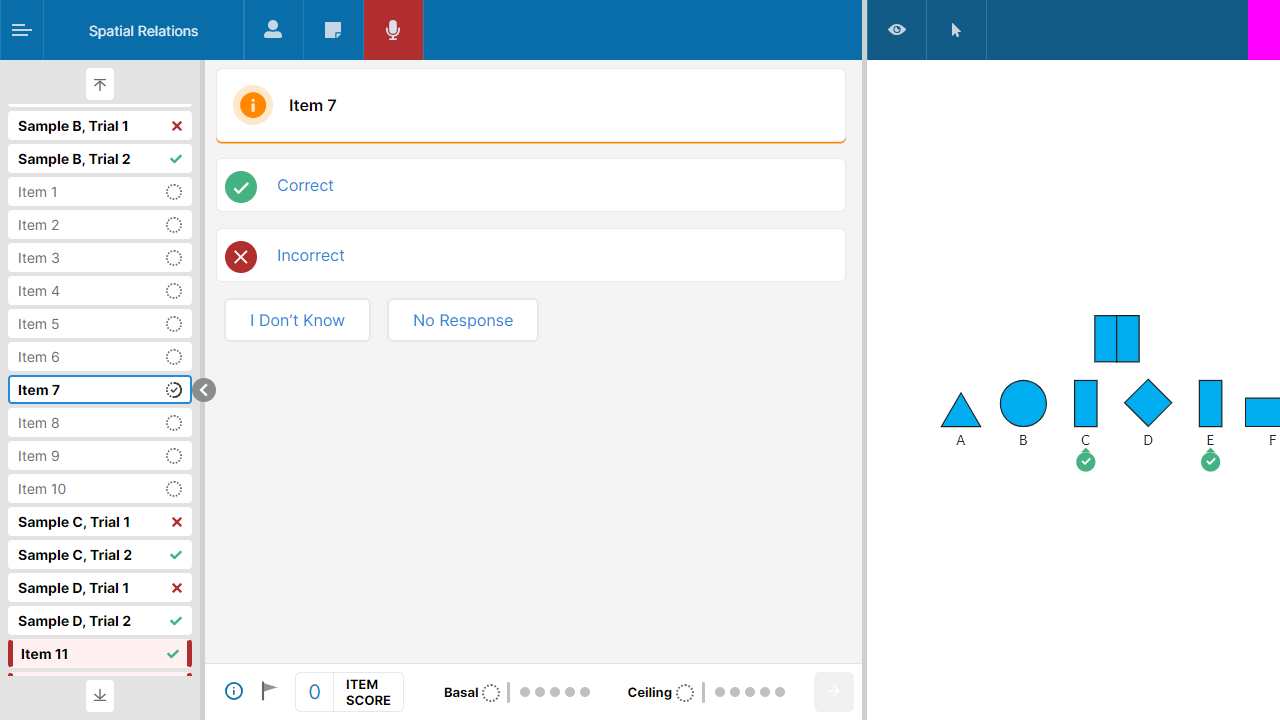 Spatial Relations
Sample B, Trial 1
Sample B, Trial 2
Item 1
Item 2
Item 3
Item 4
Item 5
Item 6
Item 7
Item 8
Item 9
Item 10
Sample C, Trial 1
Sample C, Trial 2
Sample D, Trial 1
Sample D, Trial 2
Item 11
Item 7
Correct
Incorrect
I Don’t Know
No Response
0
ITEM
SCORE
Basal
Ceiling
A B C D E F